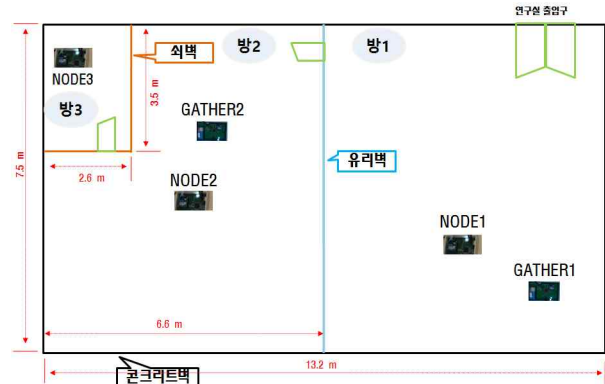 연구실 출입구
쇠벽
방2
방1
NODE3
방3
3.5 m
GATHER2
7.5 m
유리벽
2.6 m
NODE2
NODE1
GATHER1
6.6 m
13.2 m
콘크리트벽